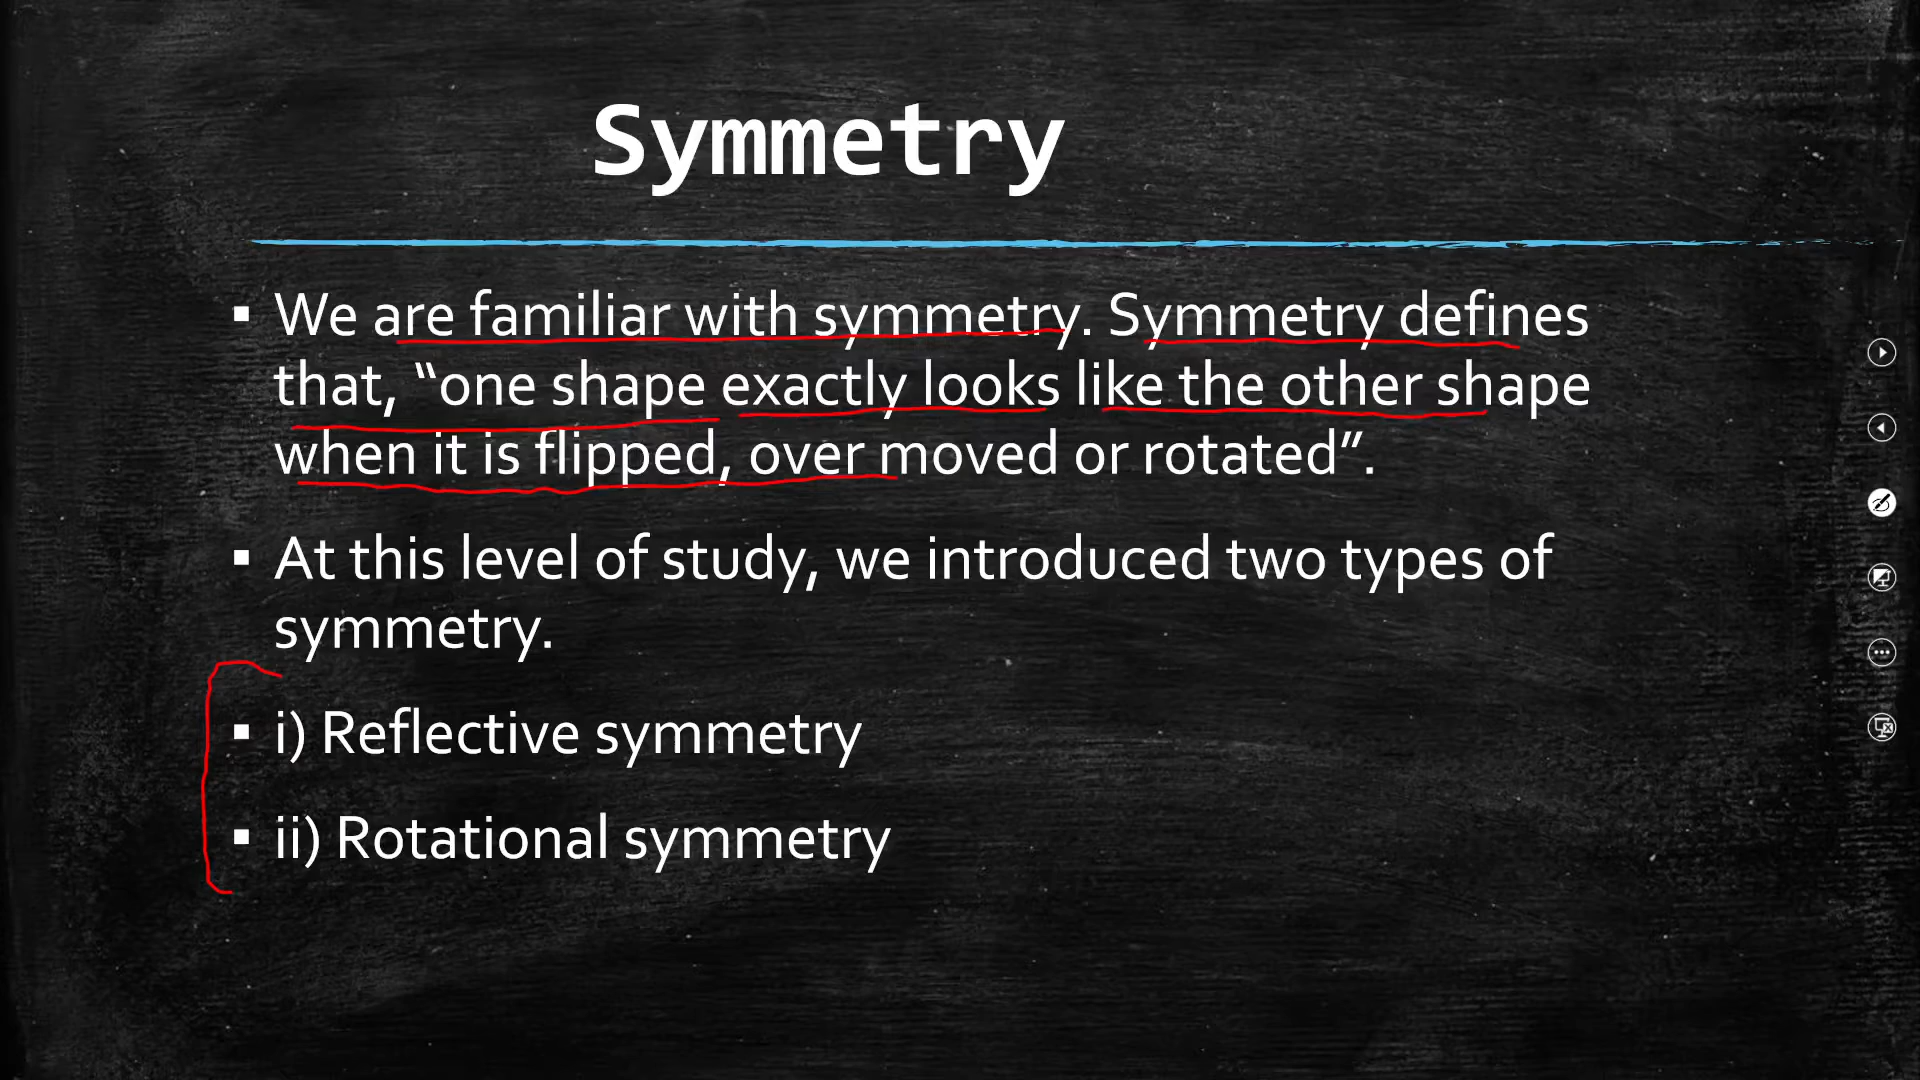 Symmetry
▪ We are familiar with symmetry. Symmetry defines
that, “one shape exactly looks like the other shape
when it is flipped, over moved or rotated”.
▪ At this level of study, we introduced two types of
symmetry.
▪ i) Reflective symmetry
▪ ii) Rotational symmetry